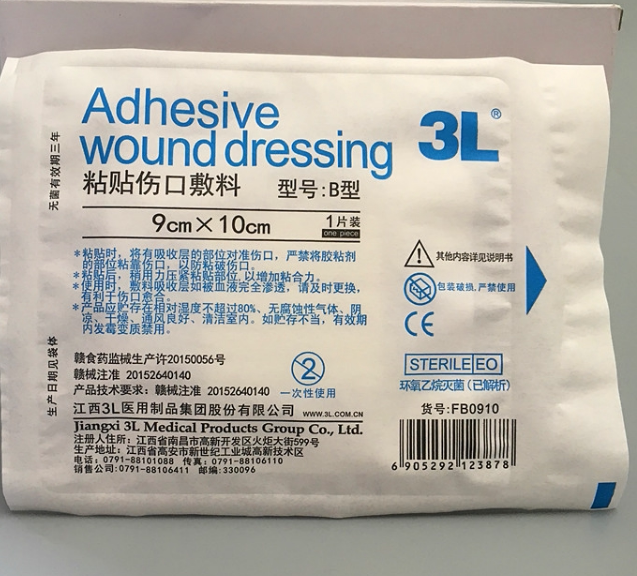 Adhesive
wound dressing
3L®
粘贴伤口敷料 型号:B型
9cm×10cm 1片装
one piece
无菌有效期三年
*粘贴时，将有吸收层的部位对准伤口，严禁将胶粘剂
的部位粘靠伤口，以防粘破伤口。
*粘贴后，稍用力压紧粘贴部位，以增加粘合力。
*使用时，敷料吸收层如被血液完全渗透，请及时更换，
有利于伤口愈合。
*产品应贮存在相对湿度不超过80%、无腐蚀性气体、阴
凉、干燥、通风良好、清洁室内。如贮存不当，有效期
内发霉变质禁用。
其他内容详见说明书
包装破损,严禁使用
CE
STERILE EO
环氧乙烷灭菌（已解析）
货号:FB0910
6 905292 123878
生产日期见袋体
赣食药监械生产许20150056号
赣械注准 20152640140
产品技术要求：赣械注准 20152640140
2
一次性使用
江西3L医用制品集团股份有限公司 WWW.3L.COM.CN
Jiangxi 3L Medical Products Group Co., Ltd.
注册人住所：江西省南昌市高新开发区火炬大街599号
生产地址：江西省高安市新世纪工业城高新技术区
电话：0791-88101088 传真：0791-88106110
销售公司:0791-88106411 邮编:330096